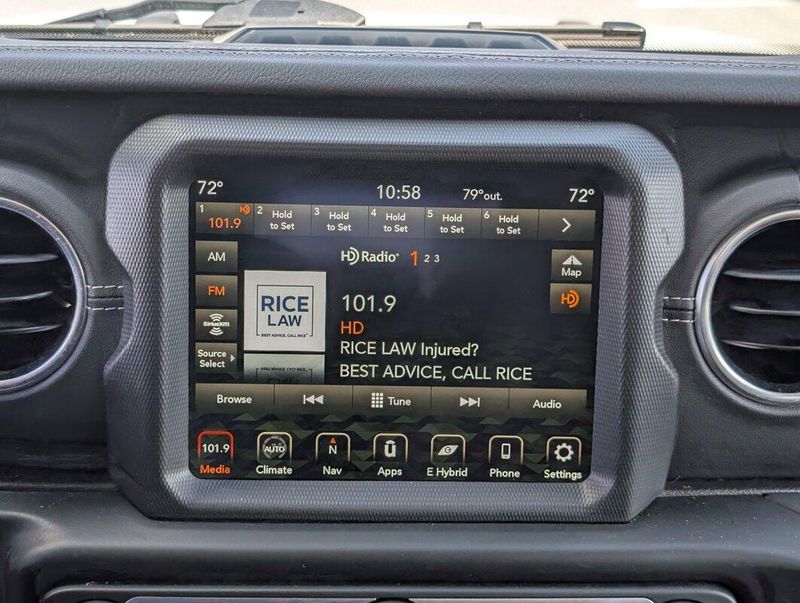 72°
10:58
79°out.
72°
1
HD
101.9
2 Hold
to Set
3 Hold
to Set
4 Hold
to Set
5 Hold
to Set
6 Hold
to Set
AM
HD Radio 1 2 3
Map
FM
HD
SiriusXM
Source
Select
RICE
LAW
BEST ADVICE, CALL RICE
101.9
HD
RICE LAW Injured?
BEST ADVICE, CALL RICE
Browse
Tune
Audio
101.9
Media
AUTO
Climate
N
Nav
Apps
E Hybrid
Phone
Settings